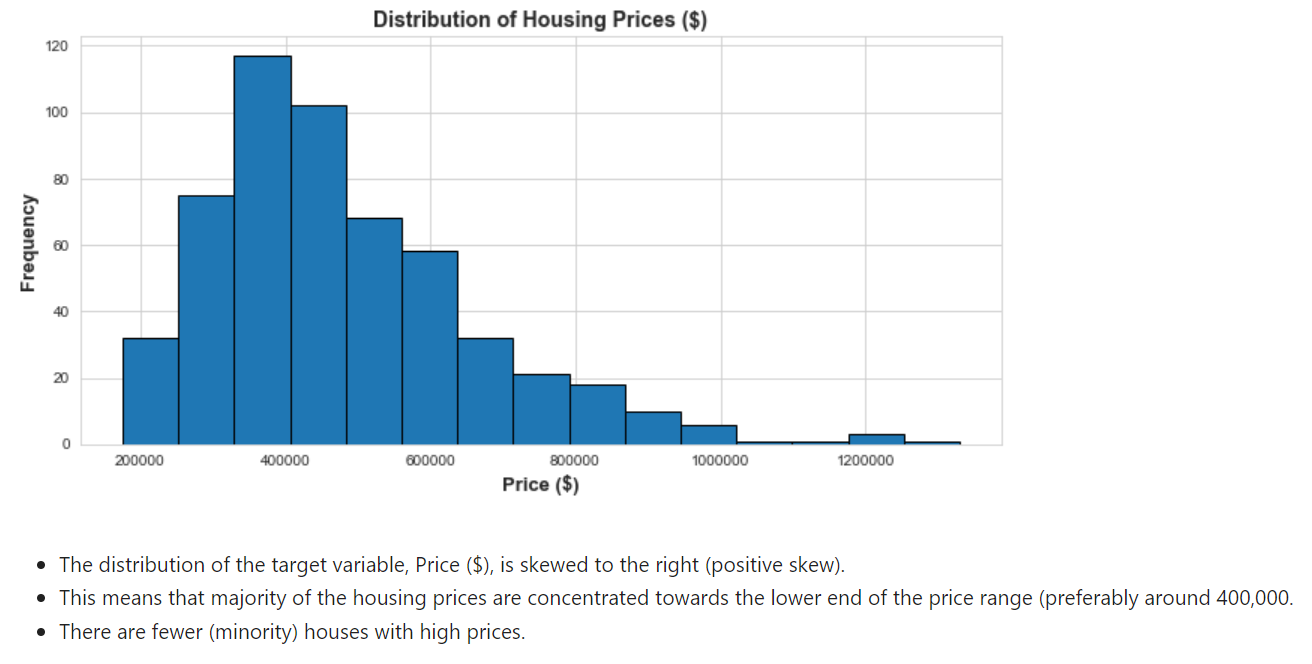 Distribution of Housing Prices ($)
120
100
80
60
40
20
0
Frequency
200000 400000 600000 800000 1000000 1200000
Price ($)
• The distribution of the target variable, Price ($), is skewed to the right (positive skew).
• This means that majority of the housing prices are concentrated towards the lower end of the price range (preferably around 400,000.
• There are fewer (minority) houses with high prices.